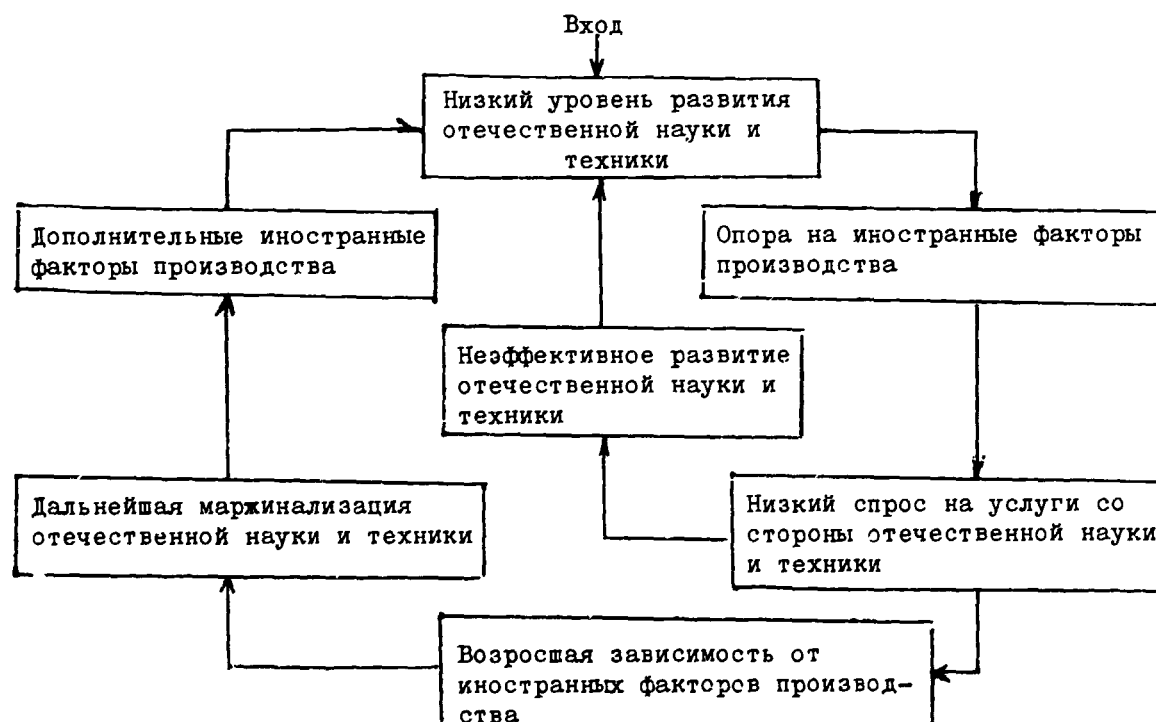 Вход
Низкий уровень развития
отечественной науки и
техники
Дополнительные иностранные
факторы производства
Опора на иностранные факторы
производства
Неэффективное развитие
отечественной науки и
техники
Дальнейшая маржинализация
отечественной науки и техники
Низкий спрос на услуги со
стороны отечественной науки
и техники
Возросшая зависимость от
иностранных факторов производ-
ства